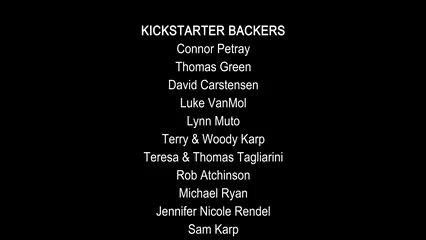 KICKSTARTER BACKERS
Connor Petray
Thomas Green
David Carstensen
Luke VanMol
Lynn Muto
Terry & Woody Karp
Teresa & Thomas Tagliarini
Rob Atchinson
Michael Ryan
Jennifer Nicole Rendel
Sam Karp